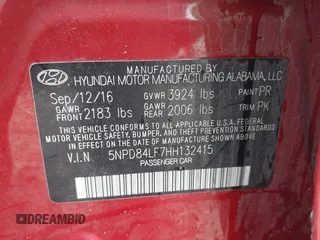 MANUFACTURED BY
HYUNDAI MOTOR MANUFACTURING ALABAMA, LLC
Sep/12/16 GVWR 3924 lbs PAINT PR
GAWR FRONT 2183 lbs GAWR REAR 2006 lbs TRIM PK
THIS VEHICLE CONFORMS TO ALL APPLICABLE U.S.A FEDERAL
MOTOR VEHICLE SAFETY, BUMPER, AND THEFT PREVENTION
STANDARDS IN EFFECT ON THE DATE OF MANUFACTURE SHOWN ABOVE.
V.I.N 5NPD84LF7HH132415
PASSENGER CAR
AUTOBIDMASTER